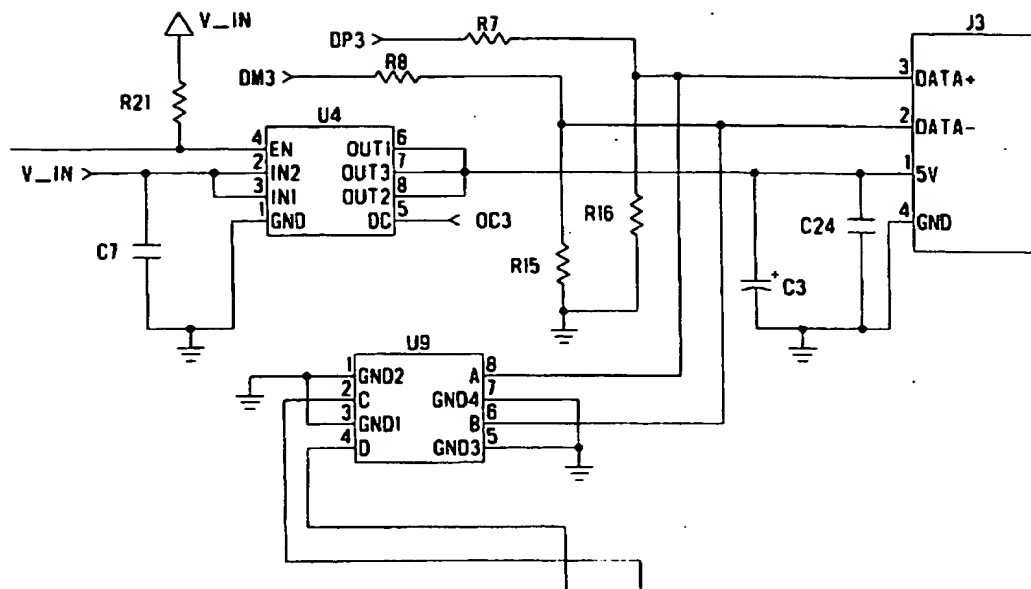 V_IN
R21
DP3
R7
DM3
R8
J3
3 DATA+
2 DATA-
1 5V
4 GND
U4
4 EN OUT1 6
2 IN2 OUT3 7
3 IN1 OUT2 8
1 GND OC 5
V_IN
OC3
C7
R16
R15
C24
+ C3
U9
1 GND2 A 8
2 C GND4 7
3 GND1 B 6
4 D GND3 5